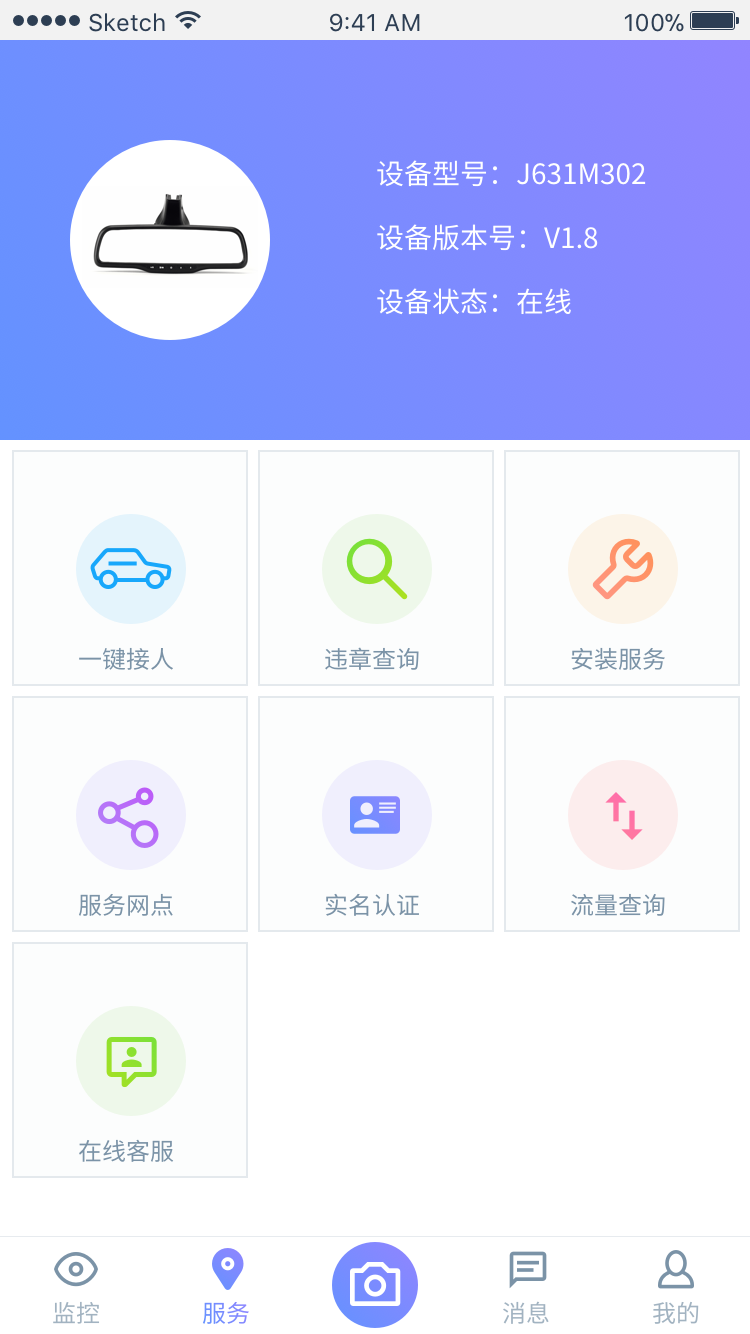 Sketch 9:41 AM 100%
设备型号：J631M302
设备版本号：V1.8
设备状态：在线
一键接人 违章查询 安装服务
服务网点 实名认证 流量查询
在线客服
监控 服务 消息 我的